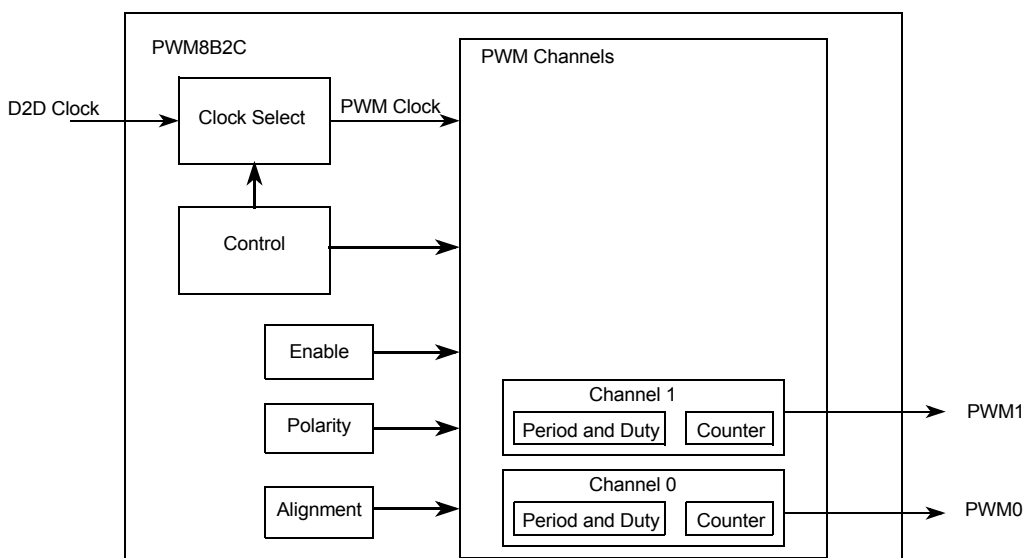 PWM8B2C
PWM Channels
D2D Clock
Clock Select
PWM Clock
Control
Enable
Polarity
Alignment
Channel 1
Period and Duty
Counter
PWM1
Channel 0
Period and Duty
Counter
PWM0